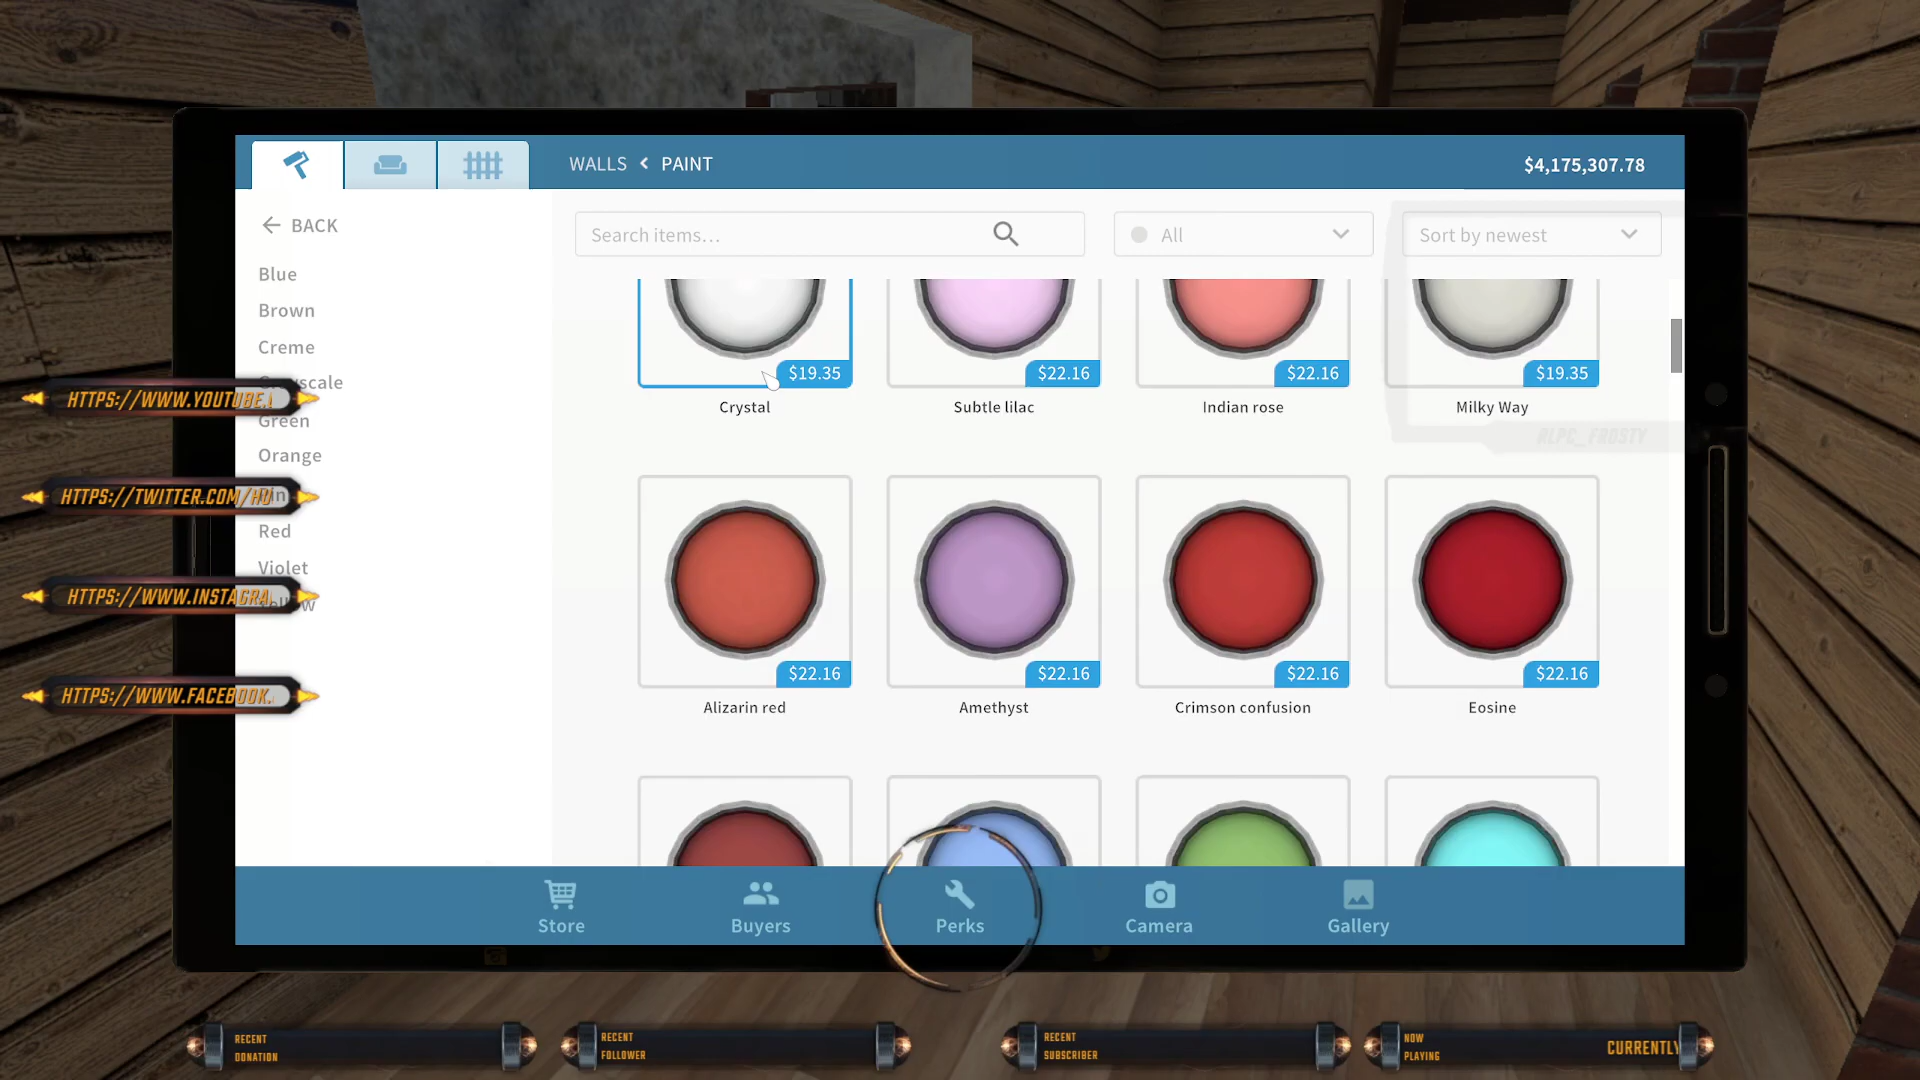 WALLS < PAINT
$4,175,307.78
BACK
Search items...
All
Sort by newest
Blue
Brown
Creme
Green
Orange
Red
Violet
HTTPS://WWW.YOUTUBE.
HTTPS://TWITTER.COM/HU
HTTPS://WWW.INSTAGRA
HTTPS://WWW.FACEBOOK.
$19.35
$22.16
$22.16
$19.35
Crystal
Subtle lilac
Indian rose
Milky Way
RLPC_FROSTY
$22.16
$22.16
$22.16
$22.16
Alizarin red
Amethyst
Crimson confusion
Eosine
Store
Buyers
Perks
Camera
Gallery
RECENT
DONATION
RECENT
FOLLOWER
RECENT
SUBSCRIBER
NOW
PLAYING
CURRENTLY